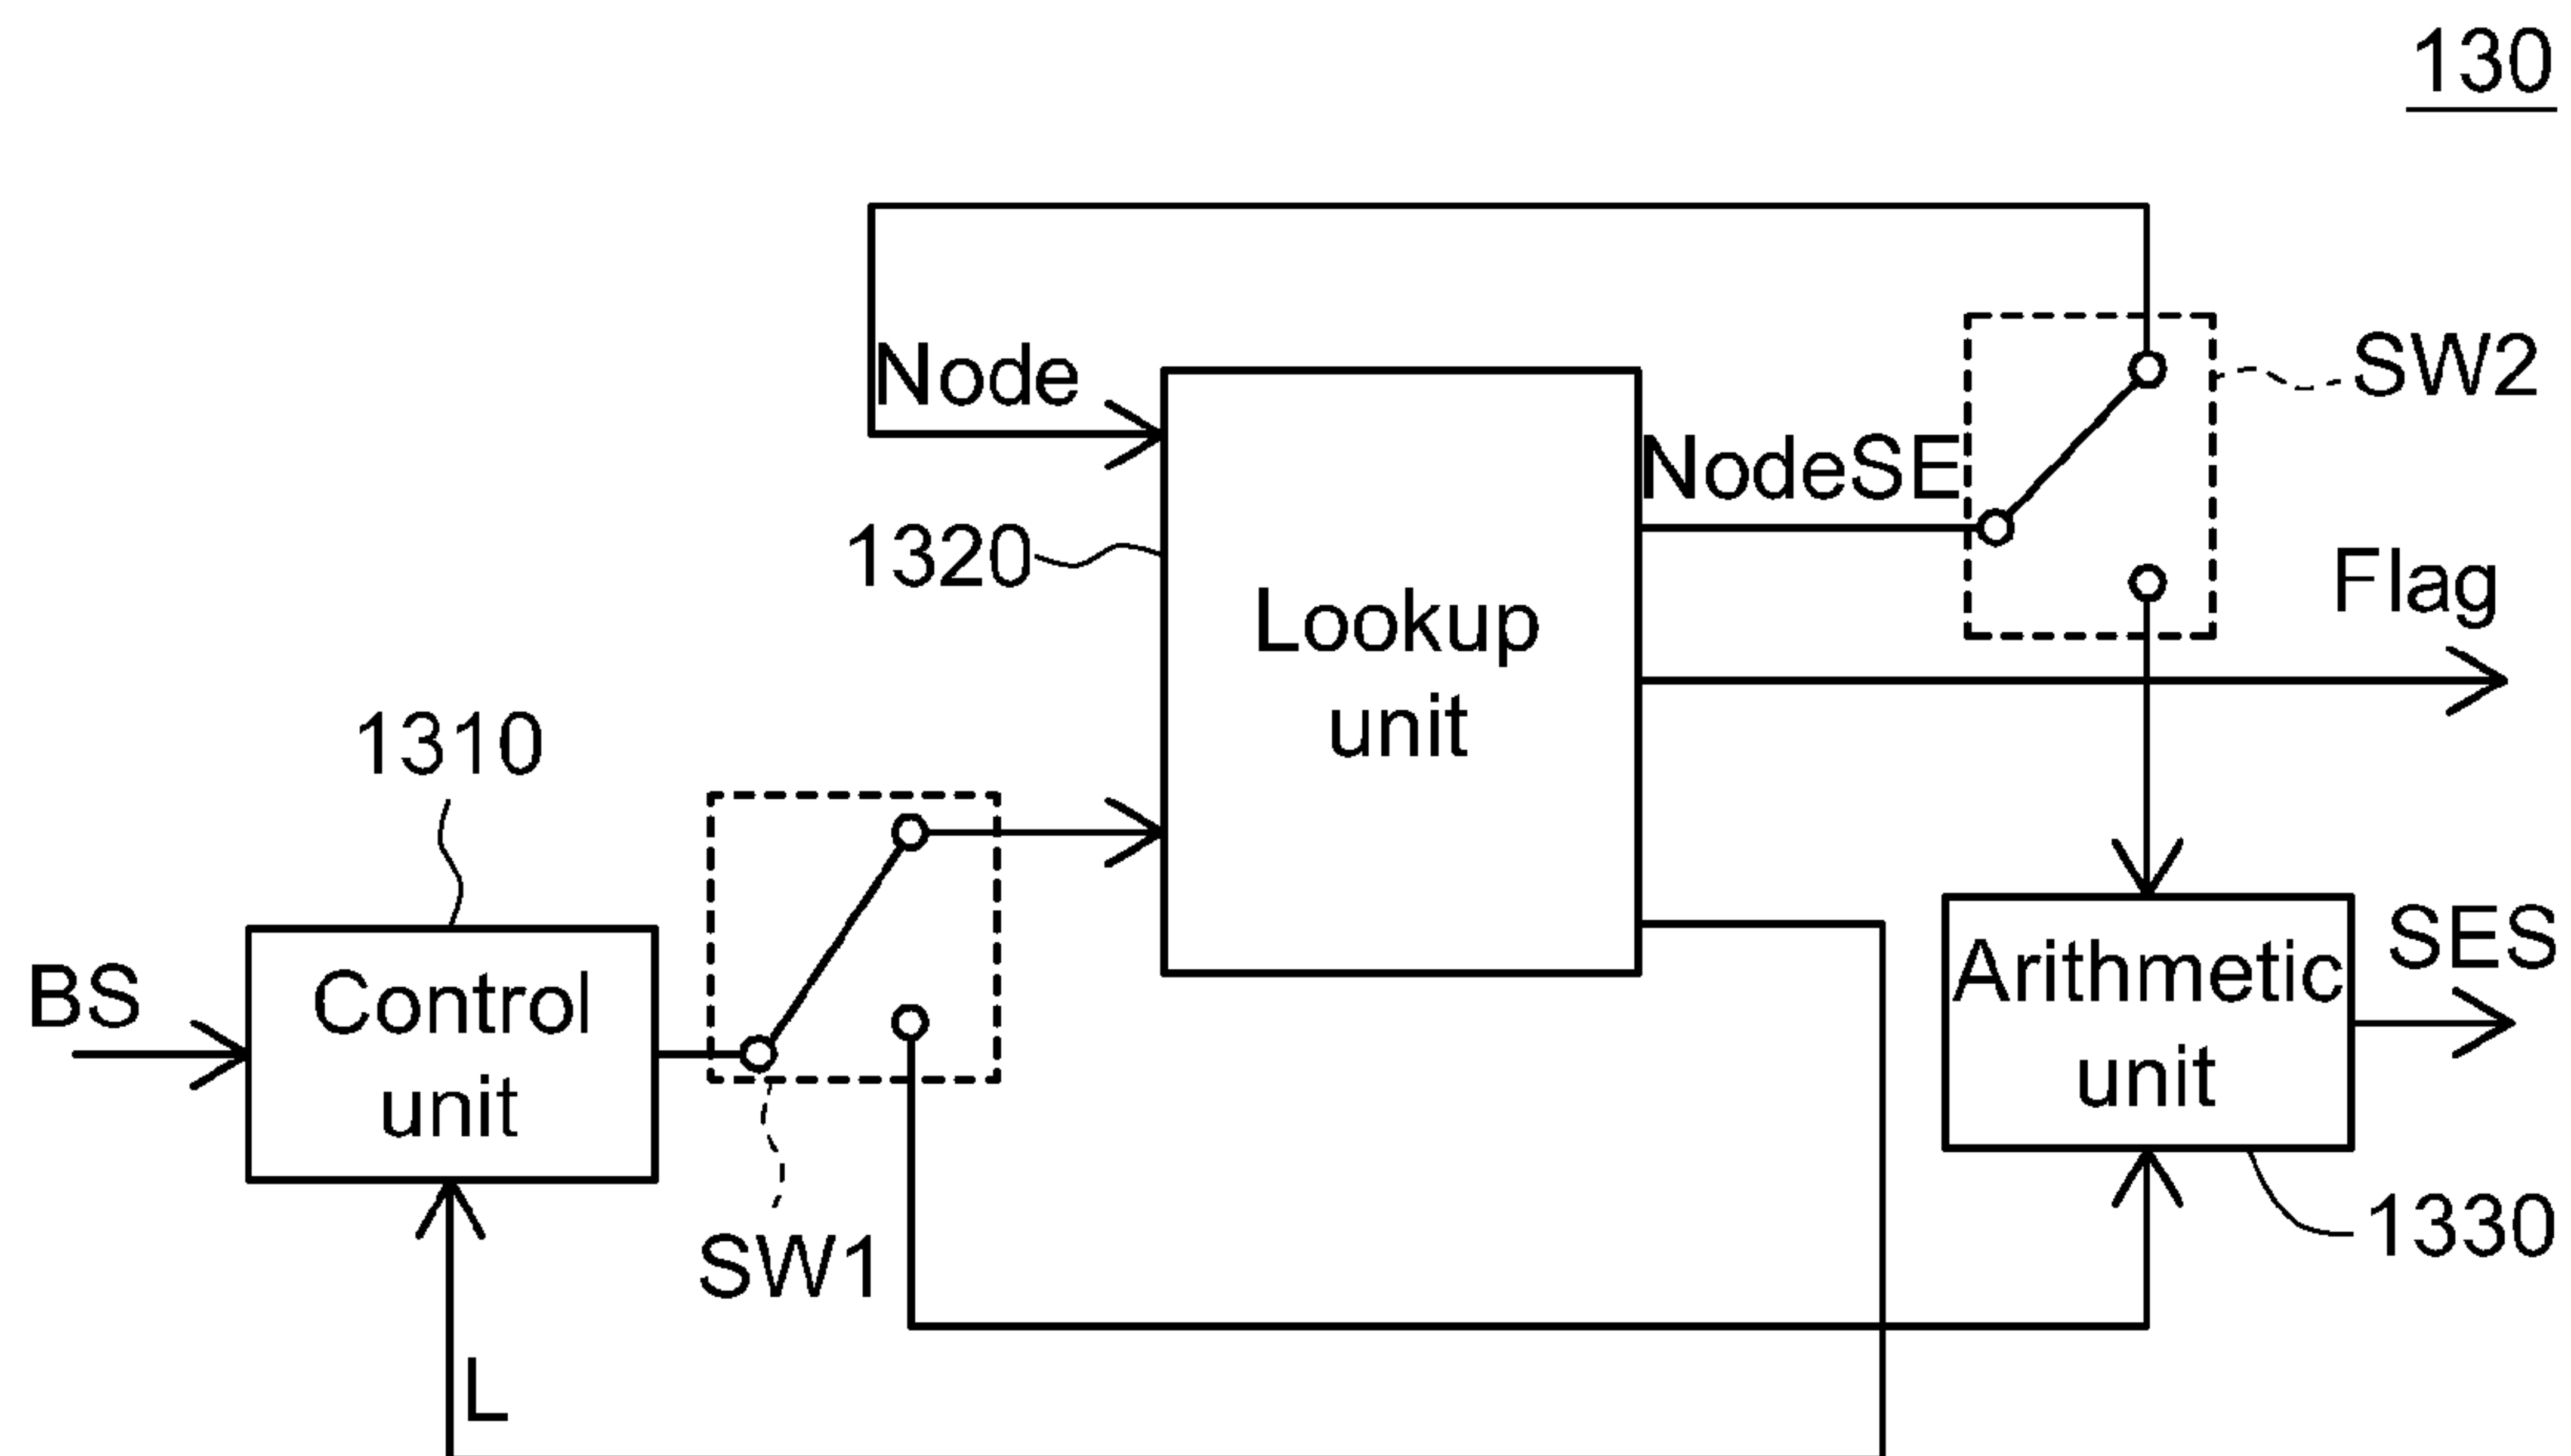 130
Node
SW2
NodeSE
1320
Flag
Lookup
unit
1310
BS
Control
unit
SES
Arithmetic
unit
SW1
1330
L